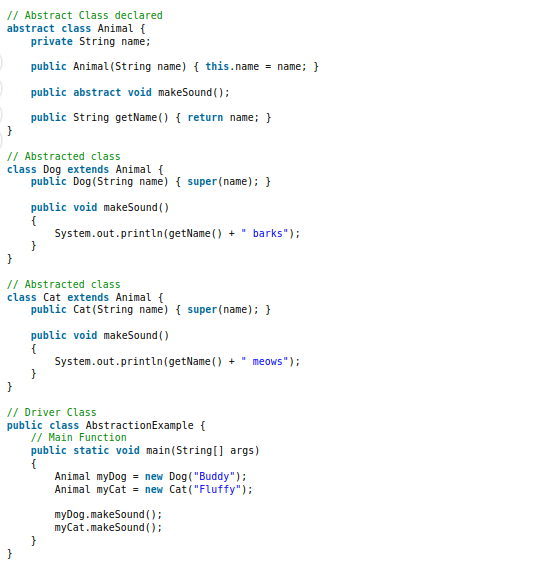 // Abstract Class declared
abstract class Animal {
    private String name;

    public Animal(String name) { this.name = name; }

    public abstract void makeSound();

    public String getName() { return name; }
}

// Abstracted class
class Dog extends Animal {
    public Dog(String name) { super(name); }

    public void makeSound()
    {
        System.out.println(getName() + " barks");
    }
}

// Abstracted class
class Cat extends Animal {
    public Cat(String name) { super(name); }

    public void makeSound()
    {
        System.out.println(getName() + " meows");
    }
}

// Driver Class
public class AbstractionExample {
    // Main Function
    public static void main(String[] args)
    {
        Animal myDog = new Dog("Buddy");
        Animal myCat = new Cat("Fluffy");

        myDog.makeSound();
        myCat.makeSound();
    }
}